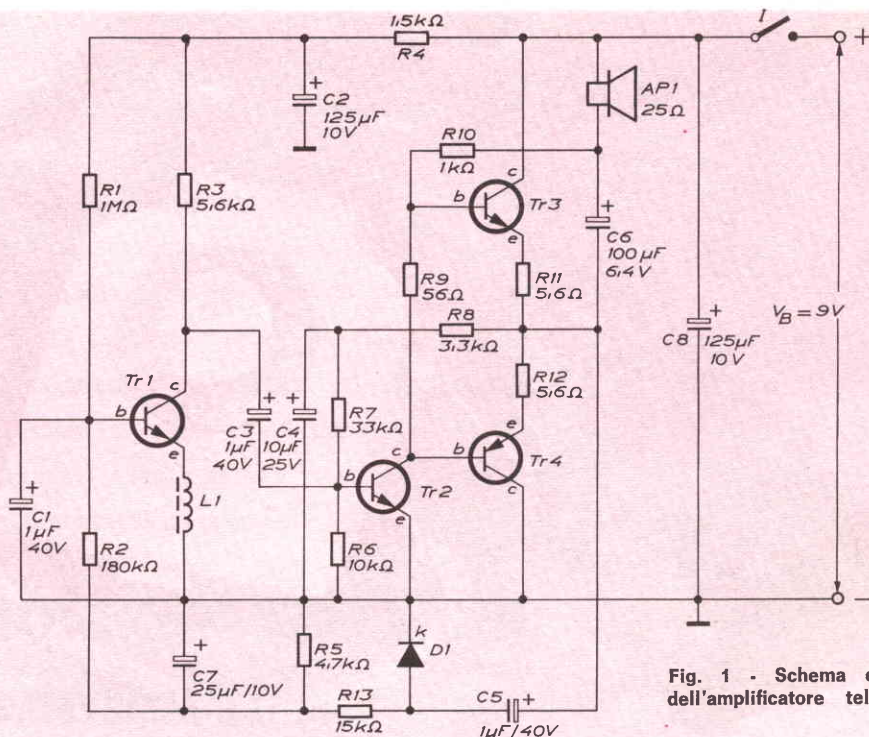 1,5kΩ
R4
I
+
C2
125µF
10V
+
AP1
25Ω
R10
1kΩ
R1
1MΩ
R3
5,6kΩ
b
c
Tr3
e
+
C6
100µF
6,4V
R9
56Ω
R11
5,6Ω
R8
3,3kΩ
+
C8
125µF
10V
VB = 9V
Tr1
c
b
e
+
C3
1µF
40V
+
C4
10µF
25V
R7
33kΩ
R12
5,6Ω
c
b
Tr2
e
e
b
Tr4
c
L1
+
C1
1µF
40V
R2
180kΩ
R6
10kΩ
+
C7
25µF/10V
R5
4,7kΩ
k
D1
R13
15kΩ
C5
+
1µF/40V
−
Fig. 1 - Schema e
dell'amplificatore tel